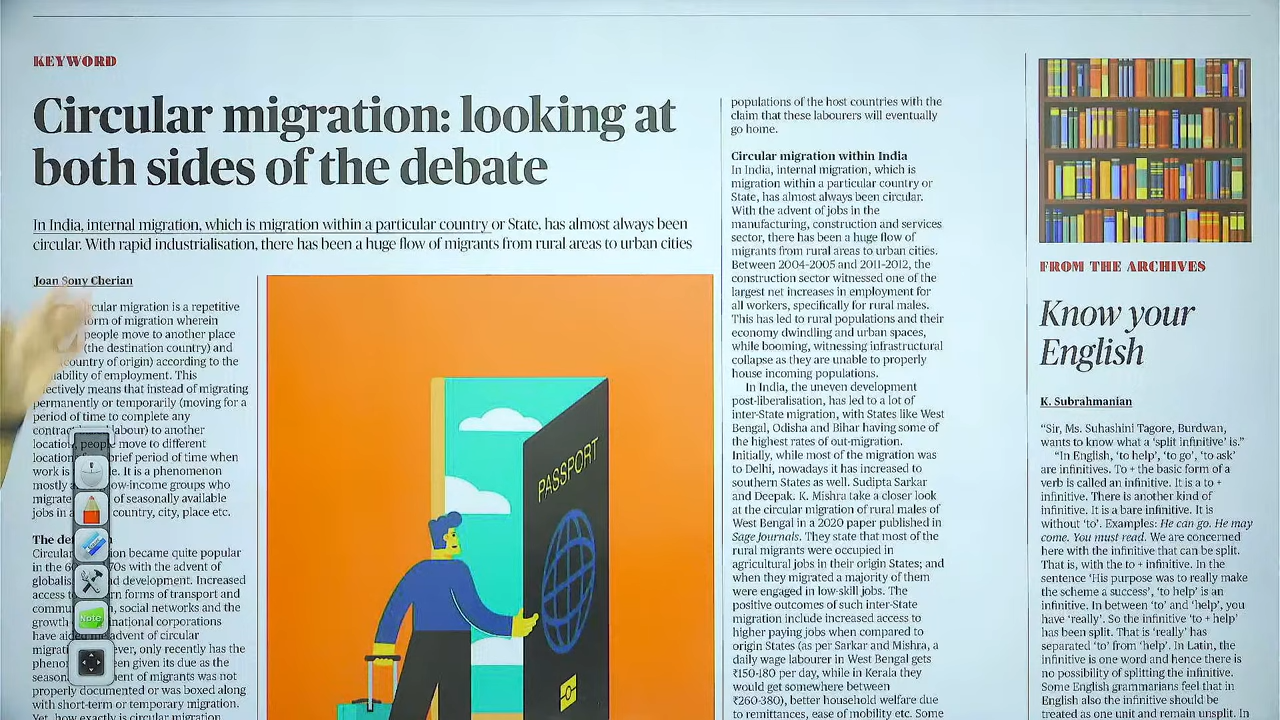 KEYWORD
Circular migration: looking at
both sides of the debate
In India, internal migration, which is migration within a particular country or State, has almost always been
circular. With rapid industrialisation, there has been a huge flow of migrants from rural areas to urban cities
Joan Sony Cherian
cular migration is a repetitive
orm of migration wherein
people move to another place
(the destination country) and
ountry of origin) according to the
ability of employment. This
ectively means that instead of migrating
permanently or temporarily (moving for a
period of time to complete any
contrac labour) to another
location, people move to different
location brief period of time when
work is e. It is a phenomenon
mostly ow-income groups who
migrate of seasonally available
jobs in a country, city, place etc.
The de
Circular on became quite popular
in the 6 70s with the advent of
globalis d development. Increased
access t rn forms of transport and
commu , social networks and the
growth national corporations
have aided advent of circular
migrat ever, only recently has the
pheno en given its due as the
season ent of migrants was not
properly documented or was boxed along
with short-term or temporary migration.
Yet, how exactly is circular migration
PASSPORT
populations of the host countries with the
claim that these labourers will eventually
go home.
Circular migration within India
In India, internal migration, which is
migration within a particular country or
State, has almost always been circular.
With the advent of jobs in the
manufacturing, construction and services
sector, there has been a huge flow of
migrants from rural areas to urban cities.
Between 2004-2005 and 2011-2012, the
construction sector witnessed one of the
largest net increases in employment for
all workers, specifically for rural males.
This has led to rural populations and their
economy dwindling and urban spaces,
while booming, witnessing infrastructural
collapse as they are unable to properly
house incoming populations.
In India, the uneven development
post-liberalisation, has led to a lot of
inter-State migration, with States like West
Bengal, Odisha and Bihar having some of
the highest rates of out-migration.
Initially, while most of the migration was
to Delhi, nowadays it has increased to
southern States as well. Sudipta Sarkar
and Deepak. K. Mishra take a closer look
at the circular migration of rural males of
West Bengal in a 2020 paper published in
Sage Journals. They state that most of the
rural migrants were occupied in
agricultural jobs in their origin States; and
when they migrated a majority of them
were engaged in low-skill jobs. The
positive outcomes of such inter-State
migration include increased access to
higher paying jobs when compared to
origin States (as per Sarkar and Mishra, a
daily wage labourer in West Bengal gets
₹150-180 per day, while in Kerala they
would get somewhere between
₹260-380), better household welfare due
to remittances, ease of mobility etc. Some
FROM THE ARCHIVES
Know your
English
K. Subrahmanian
“Sir, Ms. Suhashini Tagore, Burdwan,
wants to know what a ‘split infinitive’ is.”
“In English, ‘to help’, ‘to go’, ‘to ask’
are infinitives. To + the basic form of a
verb is called an infinitive. It is a to +
infinitive. There is another kind of
infinitive. It is a bare infinitive. It is
without ‘to’. Examples: He can go. He may
come. You must read. We are concerned
here with the infinitive that can be split.
That is, with the to + infinitive. In the
sentence ‘His purpose was to really make
the scheme a success’, ‘to help’ is an
infinitive. In between ‘to’ and ‘help’, you
have ‘really’. So the infinitive ‘to + help’
has been split. That is ‘really’ has
separated ‘to’ from ‘help’. In Latin, the
infinitive is one word and hence there is
no possibility of splitting the infinitive.
Some English grammarians feel that in
English also the infinitive should be
treated as one unit and remain unsplit. In
Note